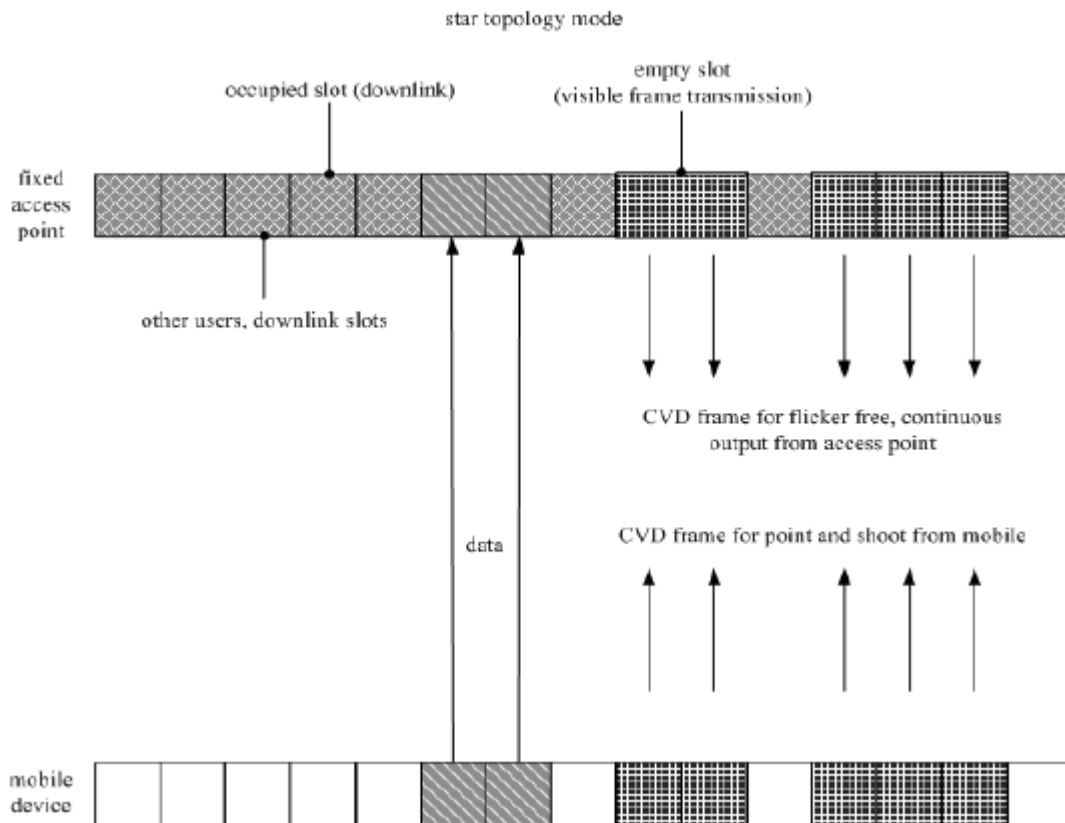 star topology mode
occupied slot (downlink)
empty slot
(visible frame transmission)
fixed
access
point
other users, downlink slots
CVD frame for flicker free, continuous
output from access point
data
CVD frame for point and shoot from mobile
mobile
device